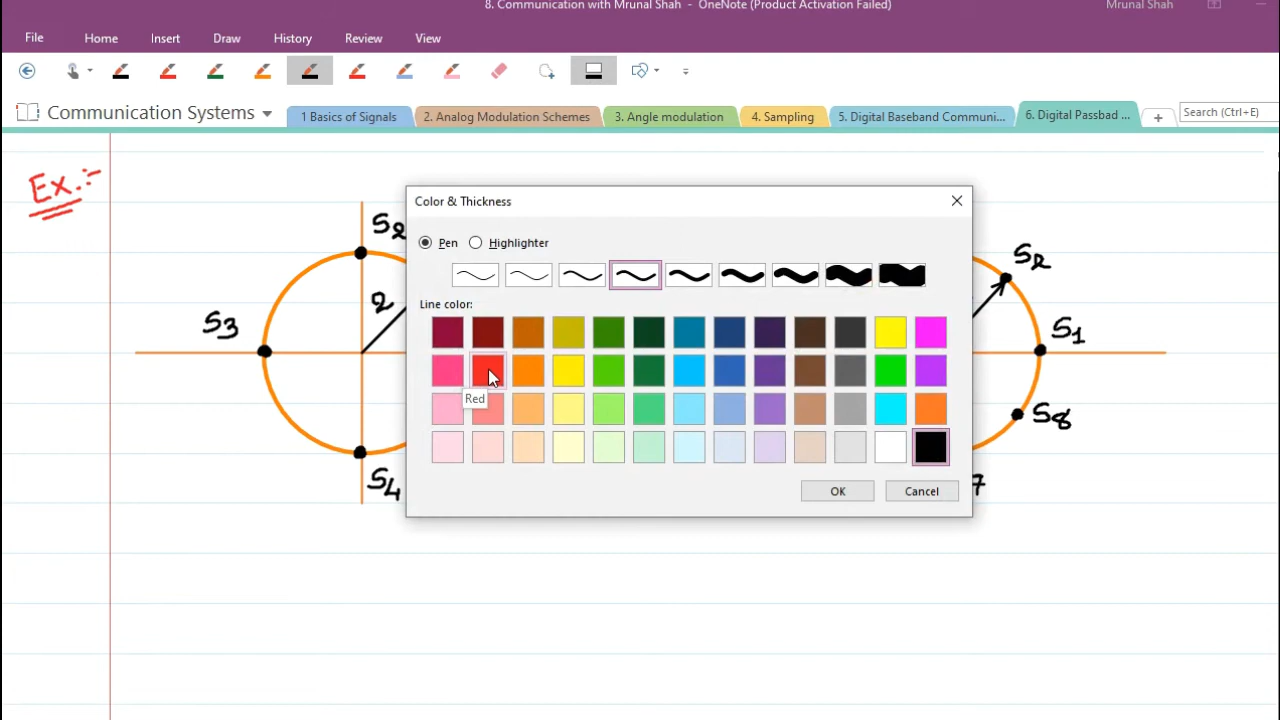 8. Communication with Mrunal Shah - OneNote (Product Activation Failed)
Mrunal Shah
File Home Insert Draw History Review View
Communication Systems
1 Basics of Signals
2. Analog Modulation Schemes
3. Angle modulation
4. Sampling
5. Digital Baseband Communi...
6. Digital Passbad ...
+
Search (Ctrl+E)
Ex.:-
Color & Thickness
Pen Highlighter
Line color:
Red
OK Cancel
S2
2
S3
S4
S2
S1
S8
7